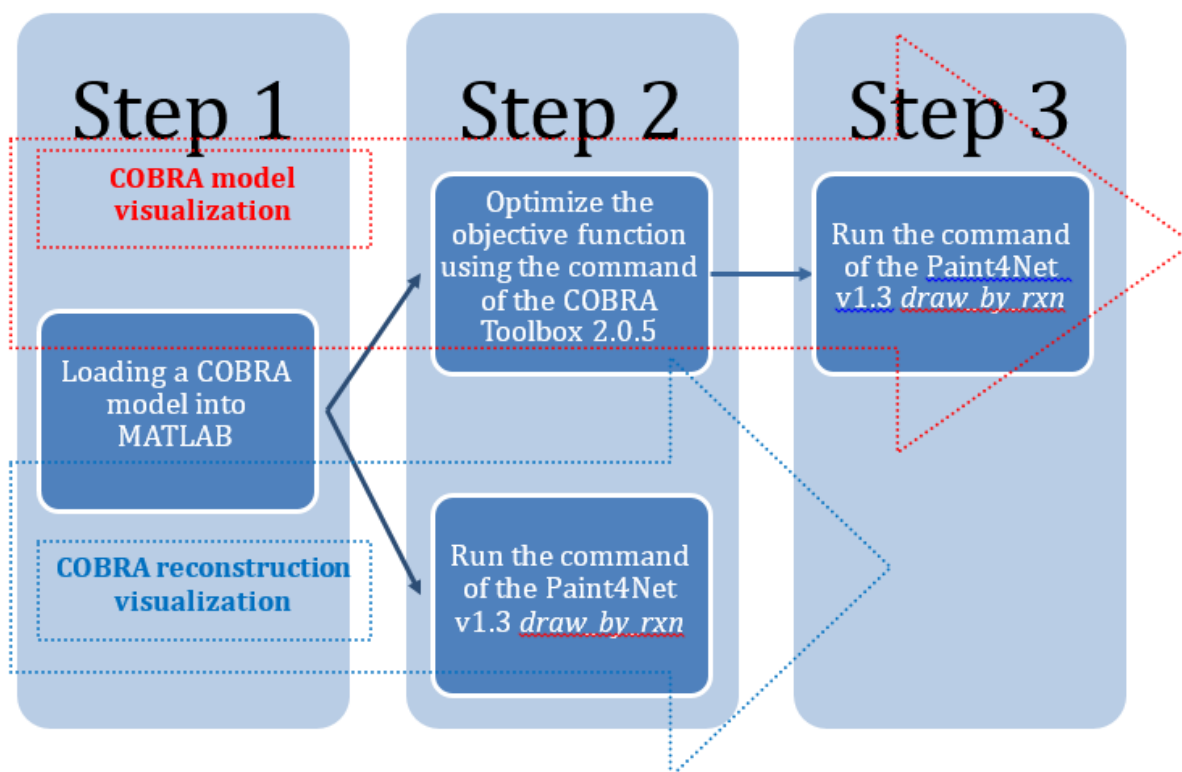 Step 1
COBRA model
visualization
Loading a COBRA
model into
MATLAB
COBRA reconstruction
visualization
Step 2
Optimize the
objective function
using the command
of the COBRA
Toolbox 2.0.5
Run the command
of the Paint4Net
v1.3 draw_by_rxn
Step 3
Run the command
of the Paint4Net
v1.3 draw_by_rxn